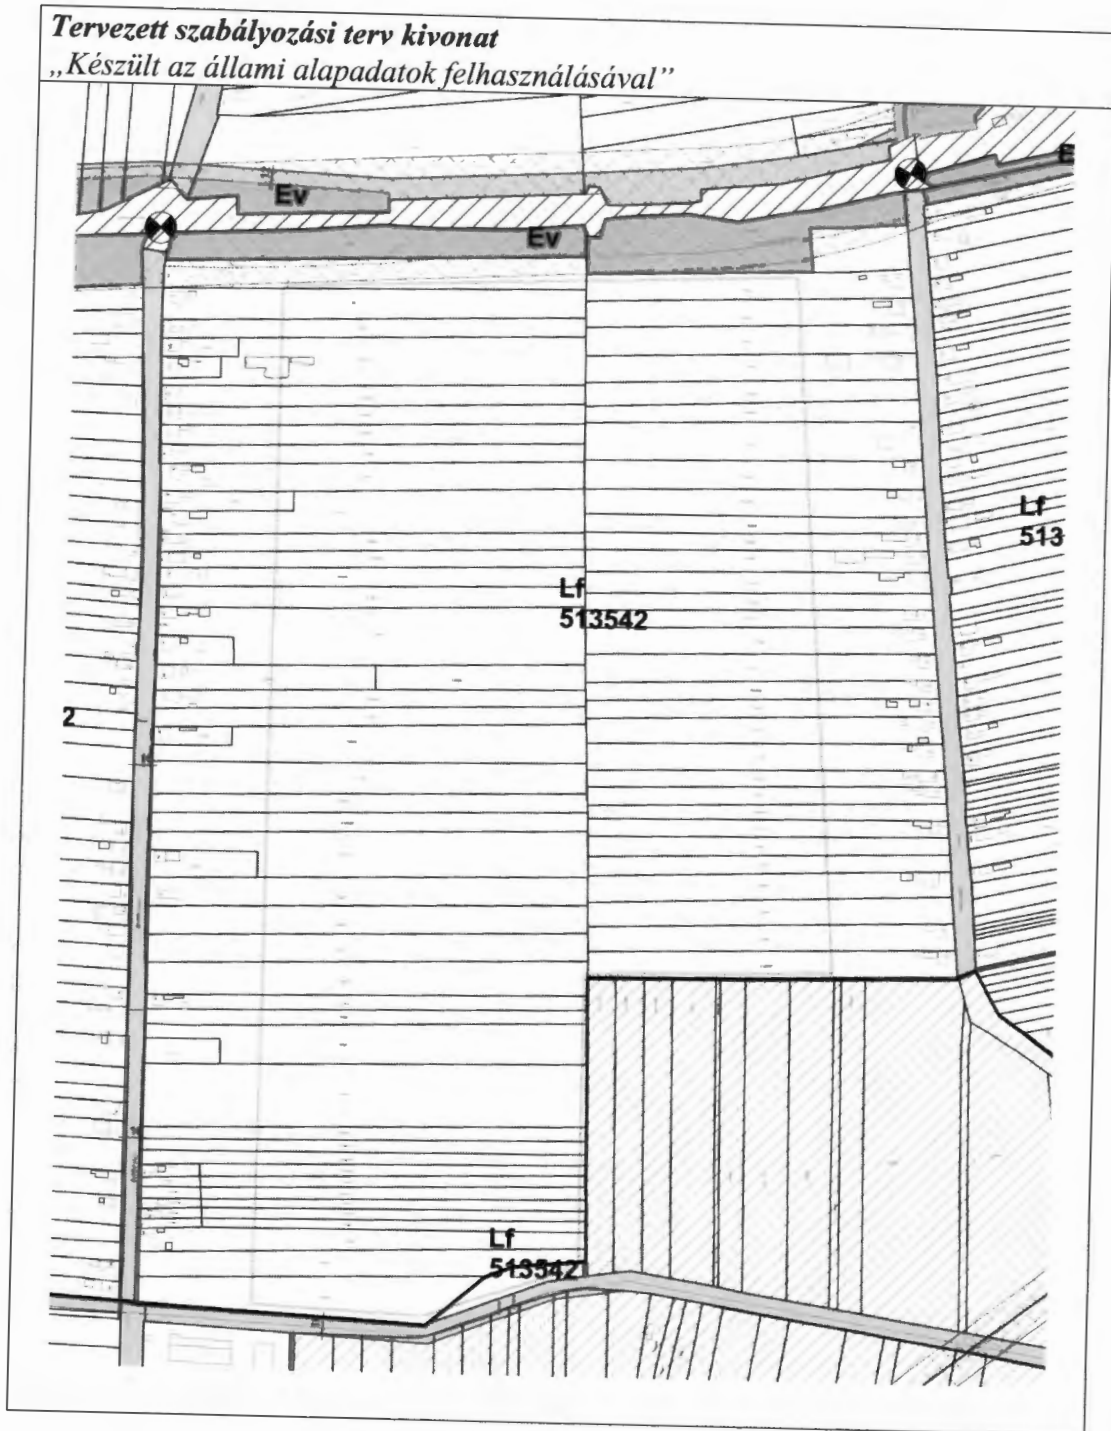 Tervezett szabályozási terv kivonat
„Készült az állami alapadatok felhasználásával”
Ev
E
Ev
Lf
513
Lf
513542
2
Lf
513542